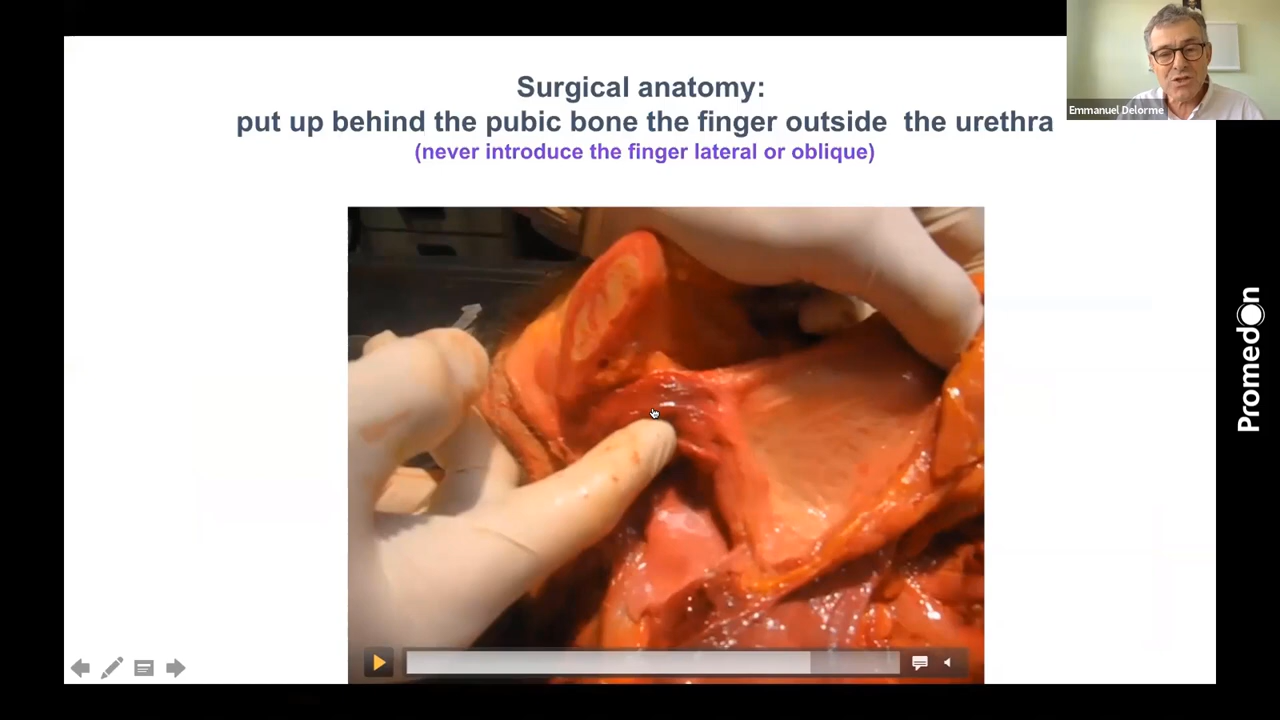 Surgical anatomy:
put up behind the pubic bone the finger outside the urethra
(never introduce the finger lateral or oblique)
Emmanuel Delorme
Promedon